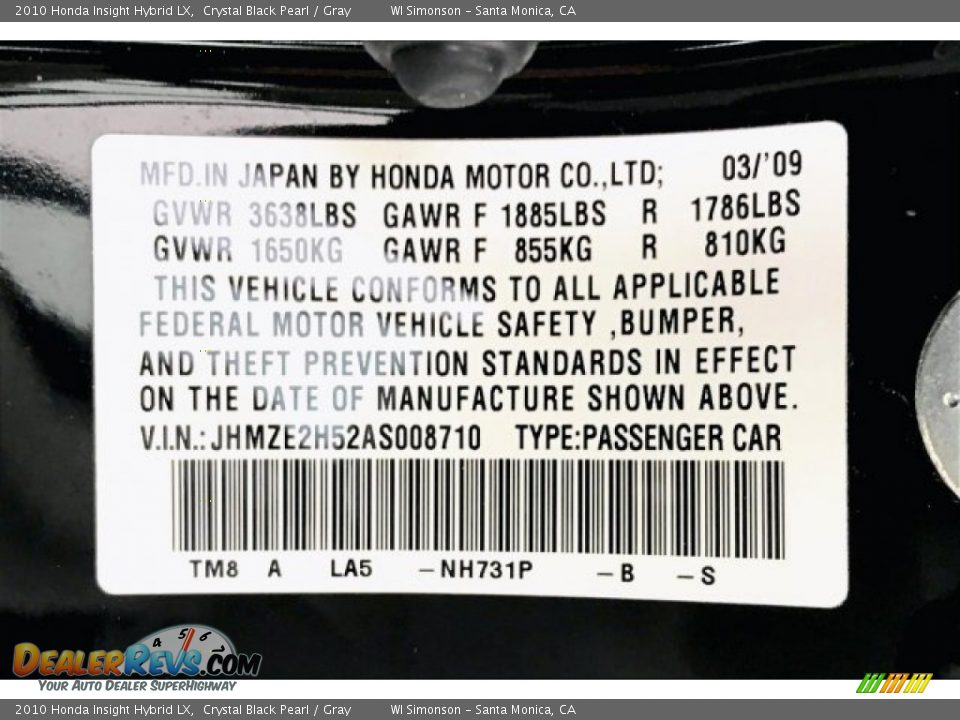 2010 Honda Insight Hybrid LX, Crystal Black Pearl / Gray WI Simonson – Santa Monica, CA
MFD.IN JAPAN BY HONDA MOTOR CO.,LTD; 03/'09
GVWR 3638LBS GAWR F 1885LBS R 1786LBS
GVWR 1650KG GAWR F 855KG R 810KG
THIS VEHICLE CONFORMS TO ALL APPLICABLE
FEDERAL MOTOR VEHICLE SAFETY ,BUMPER,
AND THEFT PREVENTION STANDARDS IN EFFECT
ON THE DATE OF MANUFACTURE SHOWN ABOVE.
V.I.N.: JHMZE2H52AS008710 TYPE:PASSENGER CAR
TM8 A LA5 –NH731P –B –S
4 5 6 7
DEALERREVS.COM
YOUR AUTO DEALER SUPERHIGHWAY
2010 Honda Insight Hybrid LX, Crystal Black Pearl / Gray WI Simonson – Santa Monica, CA